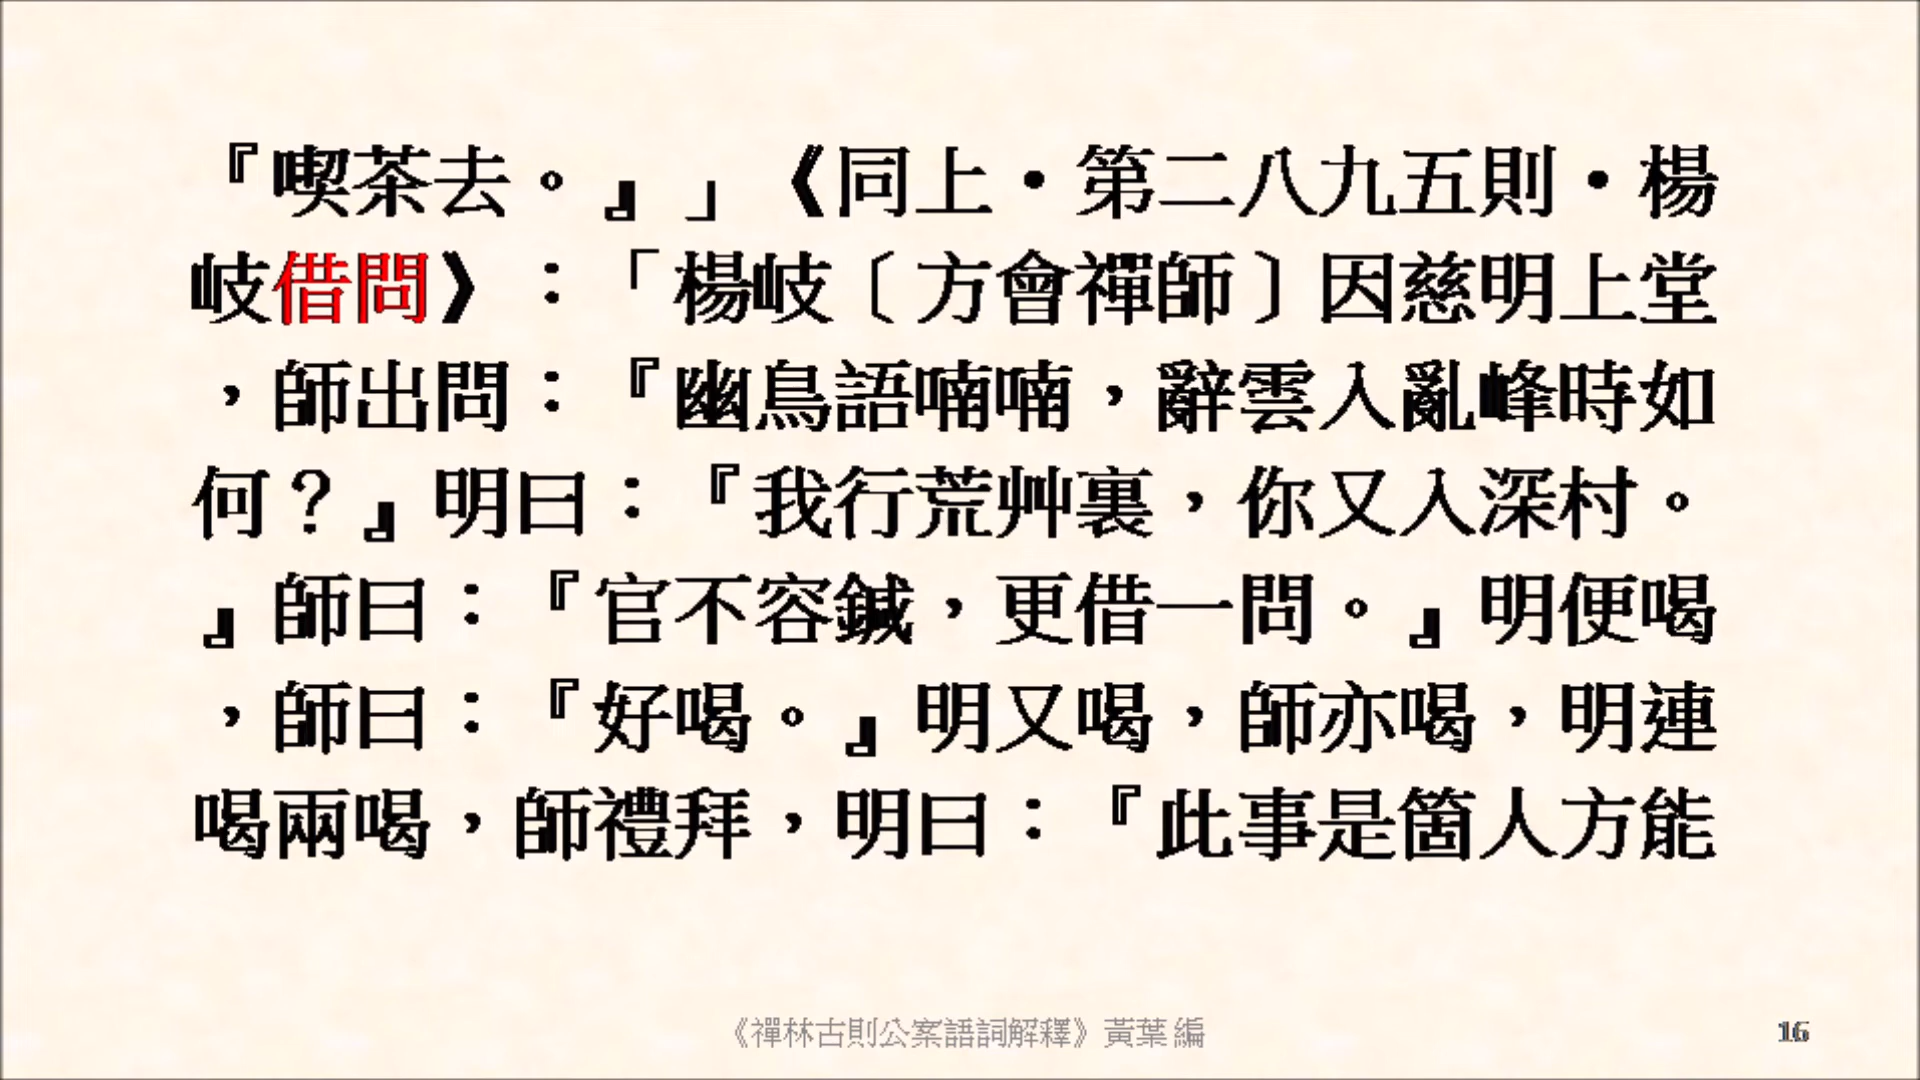 『喫茶去。』」《同上・第二八九五則・楊
岐借問》：「楊岐〔方會禪師〕因慈明上堂
，師出問：『幽鳥語喃喃，辭雲入亂峰時如
何？』明曰：『我行荒艸裏，你又入深村。
』師曰：『官不容鍼，更借一問。』明便喝
，師曰：『好喝。』明又喝，師亦喝，明連
喝兩喝，師禮拜，明曰：『此事是箇人方能
《禪林古則公案語詞解釋》黃葉編
16